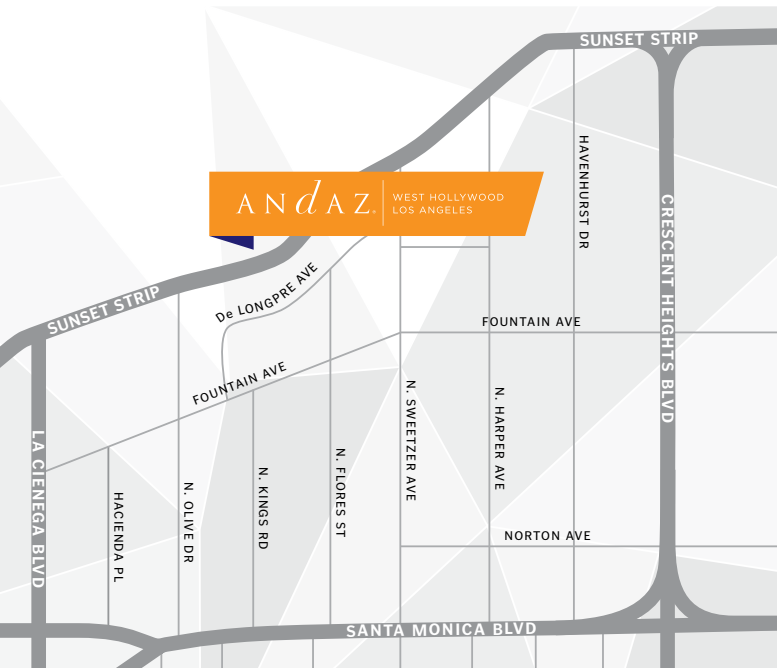 SUNSET STRIP
HAVENHURST DR
CRESCENT HEIGHTS BLVD
ANdAZ.
WEST HOLLYWOOD
LOS ANGELES
De LONGPRE AVE
SUNSET STRIP
FOUNTAIN AVE
FOUNTAIN AVE
LA CIENEGA BLVD
HACIENDA PL
N. OLIVE DR
N. KINGS RD
N. FLORES ST
N. SWEETZER AVE
N. HARPER AVE
NORTON AVE
SANTA MONICA BLVD